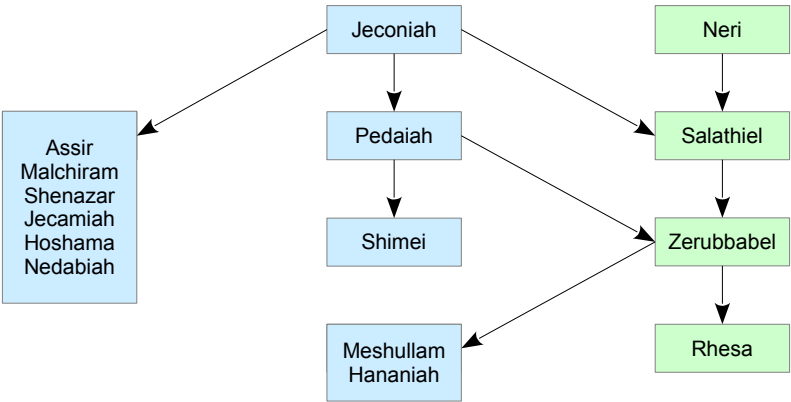 Jeconiah
Neri
Assir
Malchiram
Shenazar
Jecamiah
Hoshama
Nedabiah
Pedaiah
Salathiel
Shimei
Zerubbabel
Meshullam
Hananiah
Rhesa